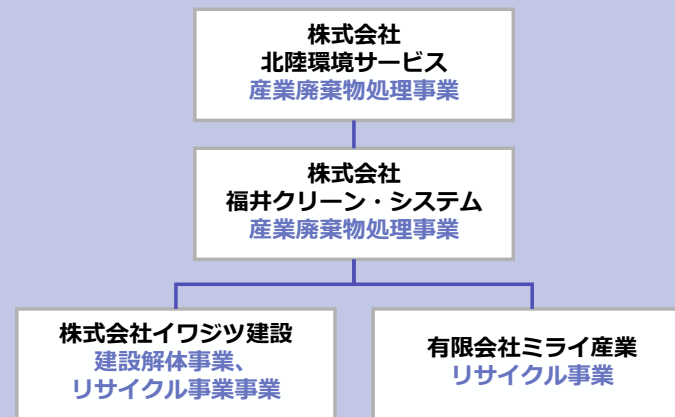 株式会社
北陸環境サービス
産業廃棄物処理事業
株式会社
福井クリーン・システム
産業廃棄物処理事業
株式会社イワジツ建設
建設解体事業、
リサイクル事業事業
有限会社ミライ産業
リサイクル事業